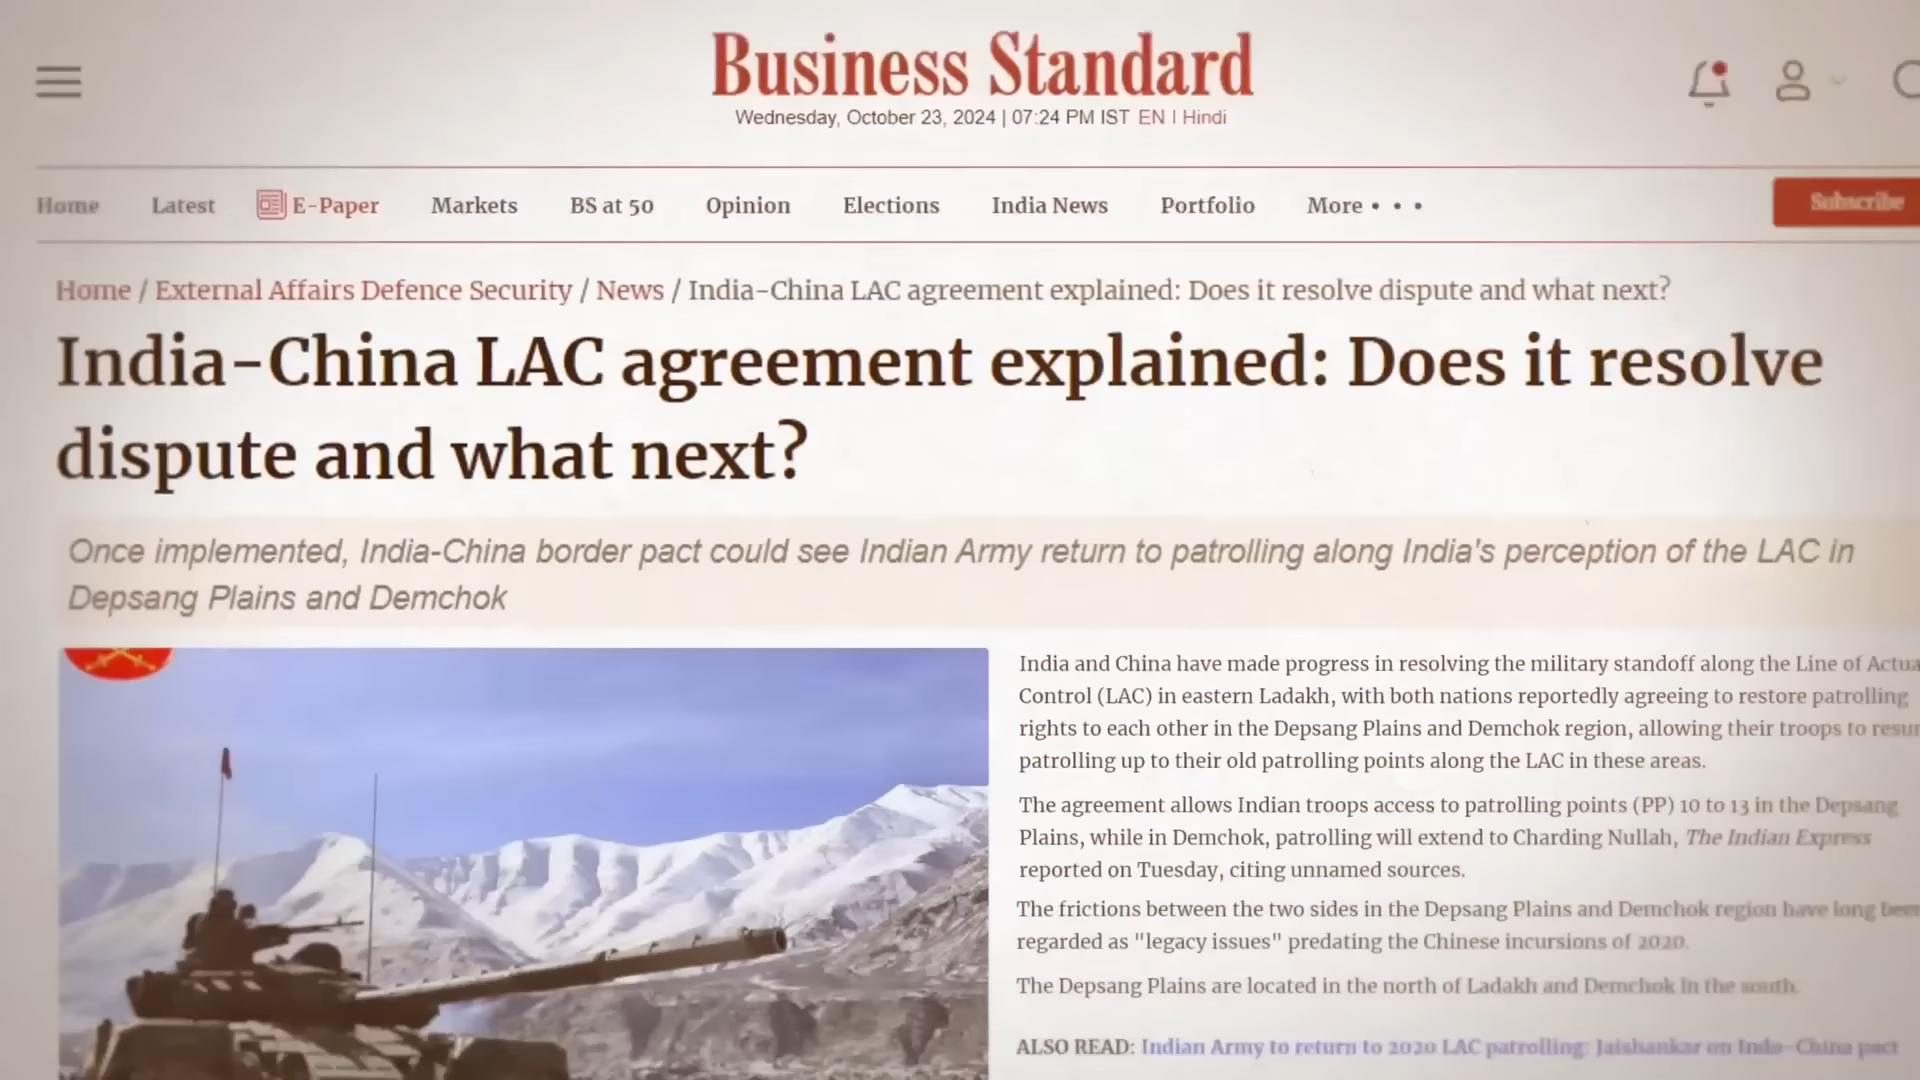 Business Standard
Wednesday, October 23, 2024 | 07:24 PM IST EN | Hindi
Home Latest E-Paper Markets BS at 50 Opinion Elections India News Portfolio More • • • Subscribe
Home / External Affairs Defence Security / News / India-China LAC agreement explained: Does it resolve dispute and what next?
India-China LAC agreement explained: Does it resolve
dispute and what next?
Once implemented, India-China border pact could see Indian Army return to patrolling along India's perception of the LAC in
Depsang Plains and Demchok
India and China have made progress in resolving the military standoff along the Line of Actua
Control (LAC) in eastern Ladakh, with both nations reportedly agreeing to restore patrolling
rights to each other in the Depsang Plains and Demchok region, allowing their troops to resu
patrolling up to their old patrolling points along the LAC in these areas.
The agreement allows Indian troops access to patrolling points (PP) 10 to 13 in the Depsang
Plains, while in Demchok, patrolling will extend to Charding Nullah, The Indian Express
reported on Tuesday, citing unnamed sources.
The frictions between the two sides in the Depsang Plains and Demchok region have long been
regarded as "legacy issues" predating the Chinese incursions of 2020.
The Depsang Plains are located in the north of Ladakh and Demchok in the south.
ALSO READ: Indian Army to return to 2020 LAC patrolling: Jaishankar on Indo-China pact